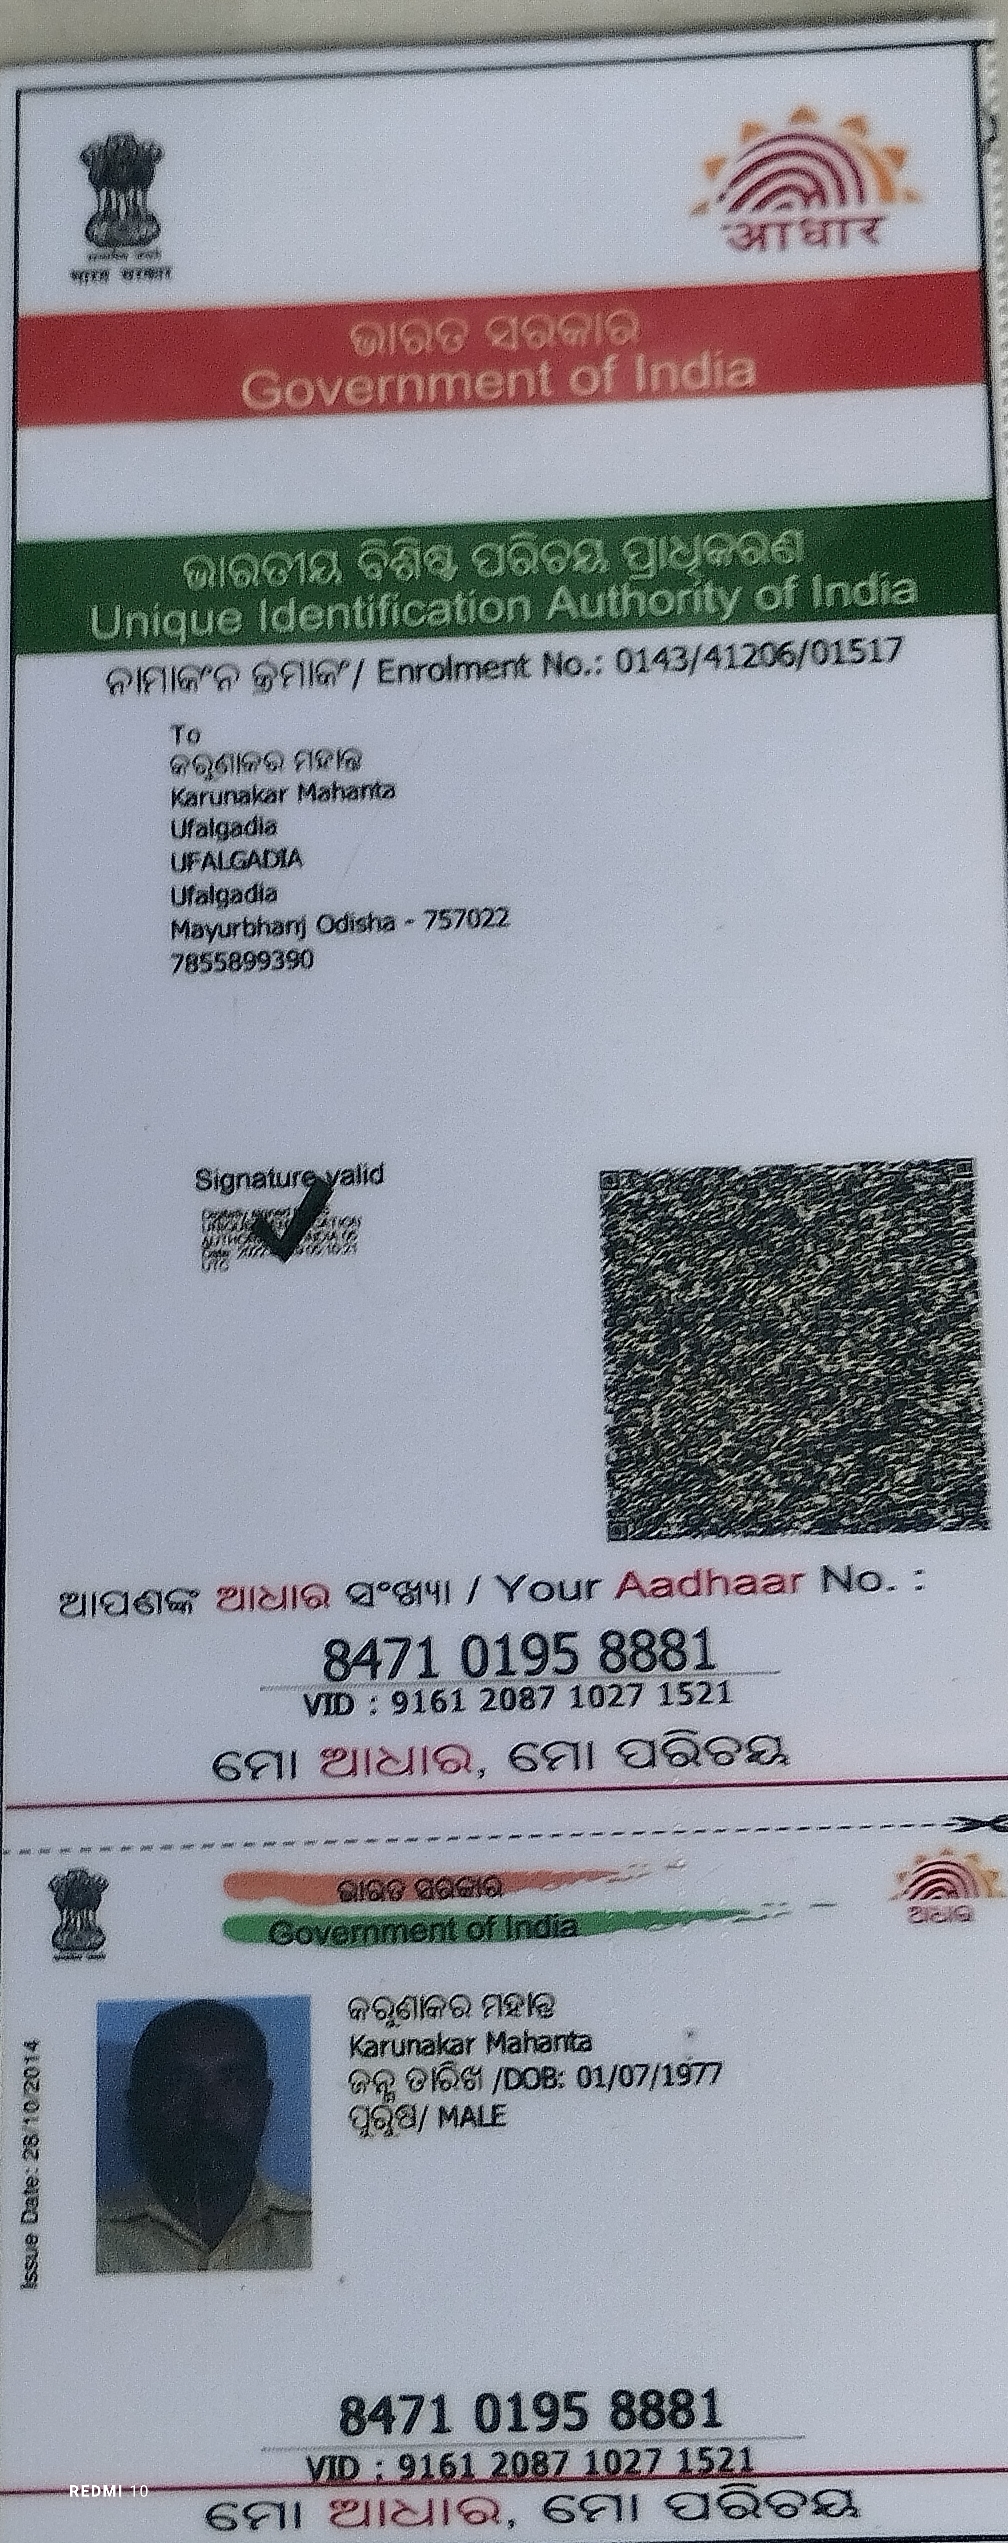 भारत सरकार
आधार
ଭାରତ ସରକାର
Government of India
ଭାରତୀୟ ବିଶିଷ୍ଟ ପରିଚୟ ପ୍ରାଧିକରଣ
Unique Identification Authority of India
ନାମାଙ୍କନ କ୍ରମାଙ୍କ/ Enrolment No.: 0143/41206/01517
To
କରୁଣାକର ମହାନ୍ତ
Karunakar Mahanta
Ufalgadia
UFALGADIA
Ufalgadia
Mayurbhanj Odisha - 757022
7855899390
Signature valid
ଆପଣଙ୍କ ଆଧାର ସଂଖ୍ୟା / Your Aadhaar No. :
8471 0195 8881
VID : 9161 2087 1027 1521
ମୋ ଆଧାର, ମୋ ପରିଚୟ
ଭାରତ ସରକାର
Government of India
ଆଧାର
କରୁଣାକର ମହାନ୍ତ
Karunakar Mahanta
ଜନ୍ମ ତାରିଖ /DOB: 01/07/1977
ପୁରୁଷ/ MALE
Issue Date: 28/10/2014
8471 0195 8881
VID : 9161 2087 1027 1521
ମୋ ଆଧାର, ମୋ ପରିଚୟ
REDMI 10